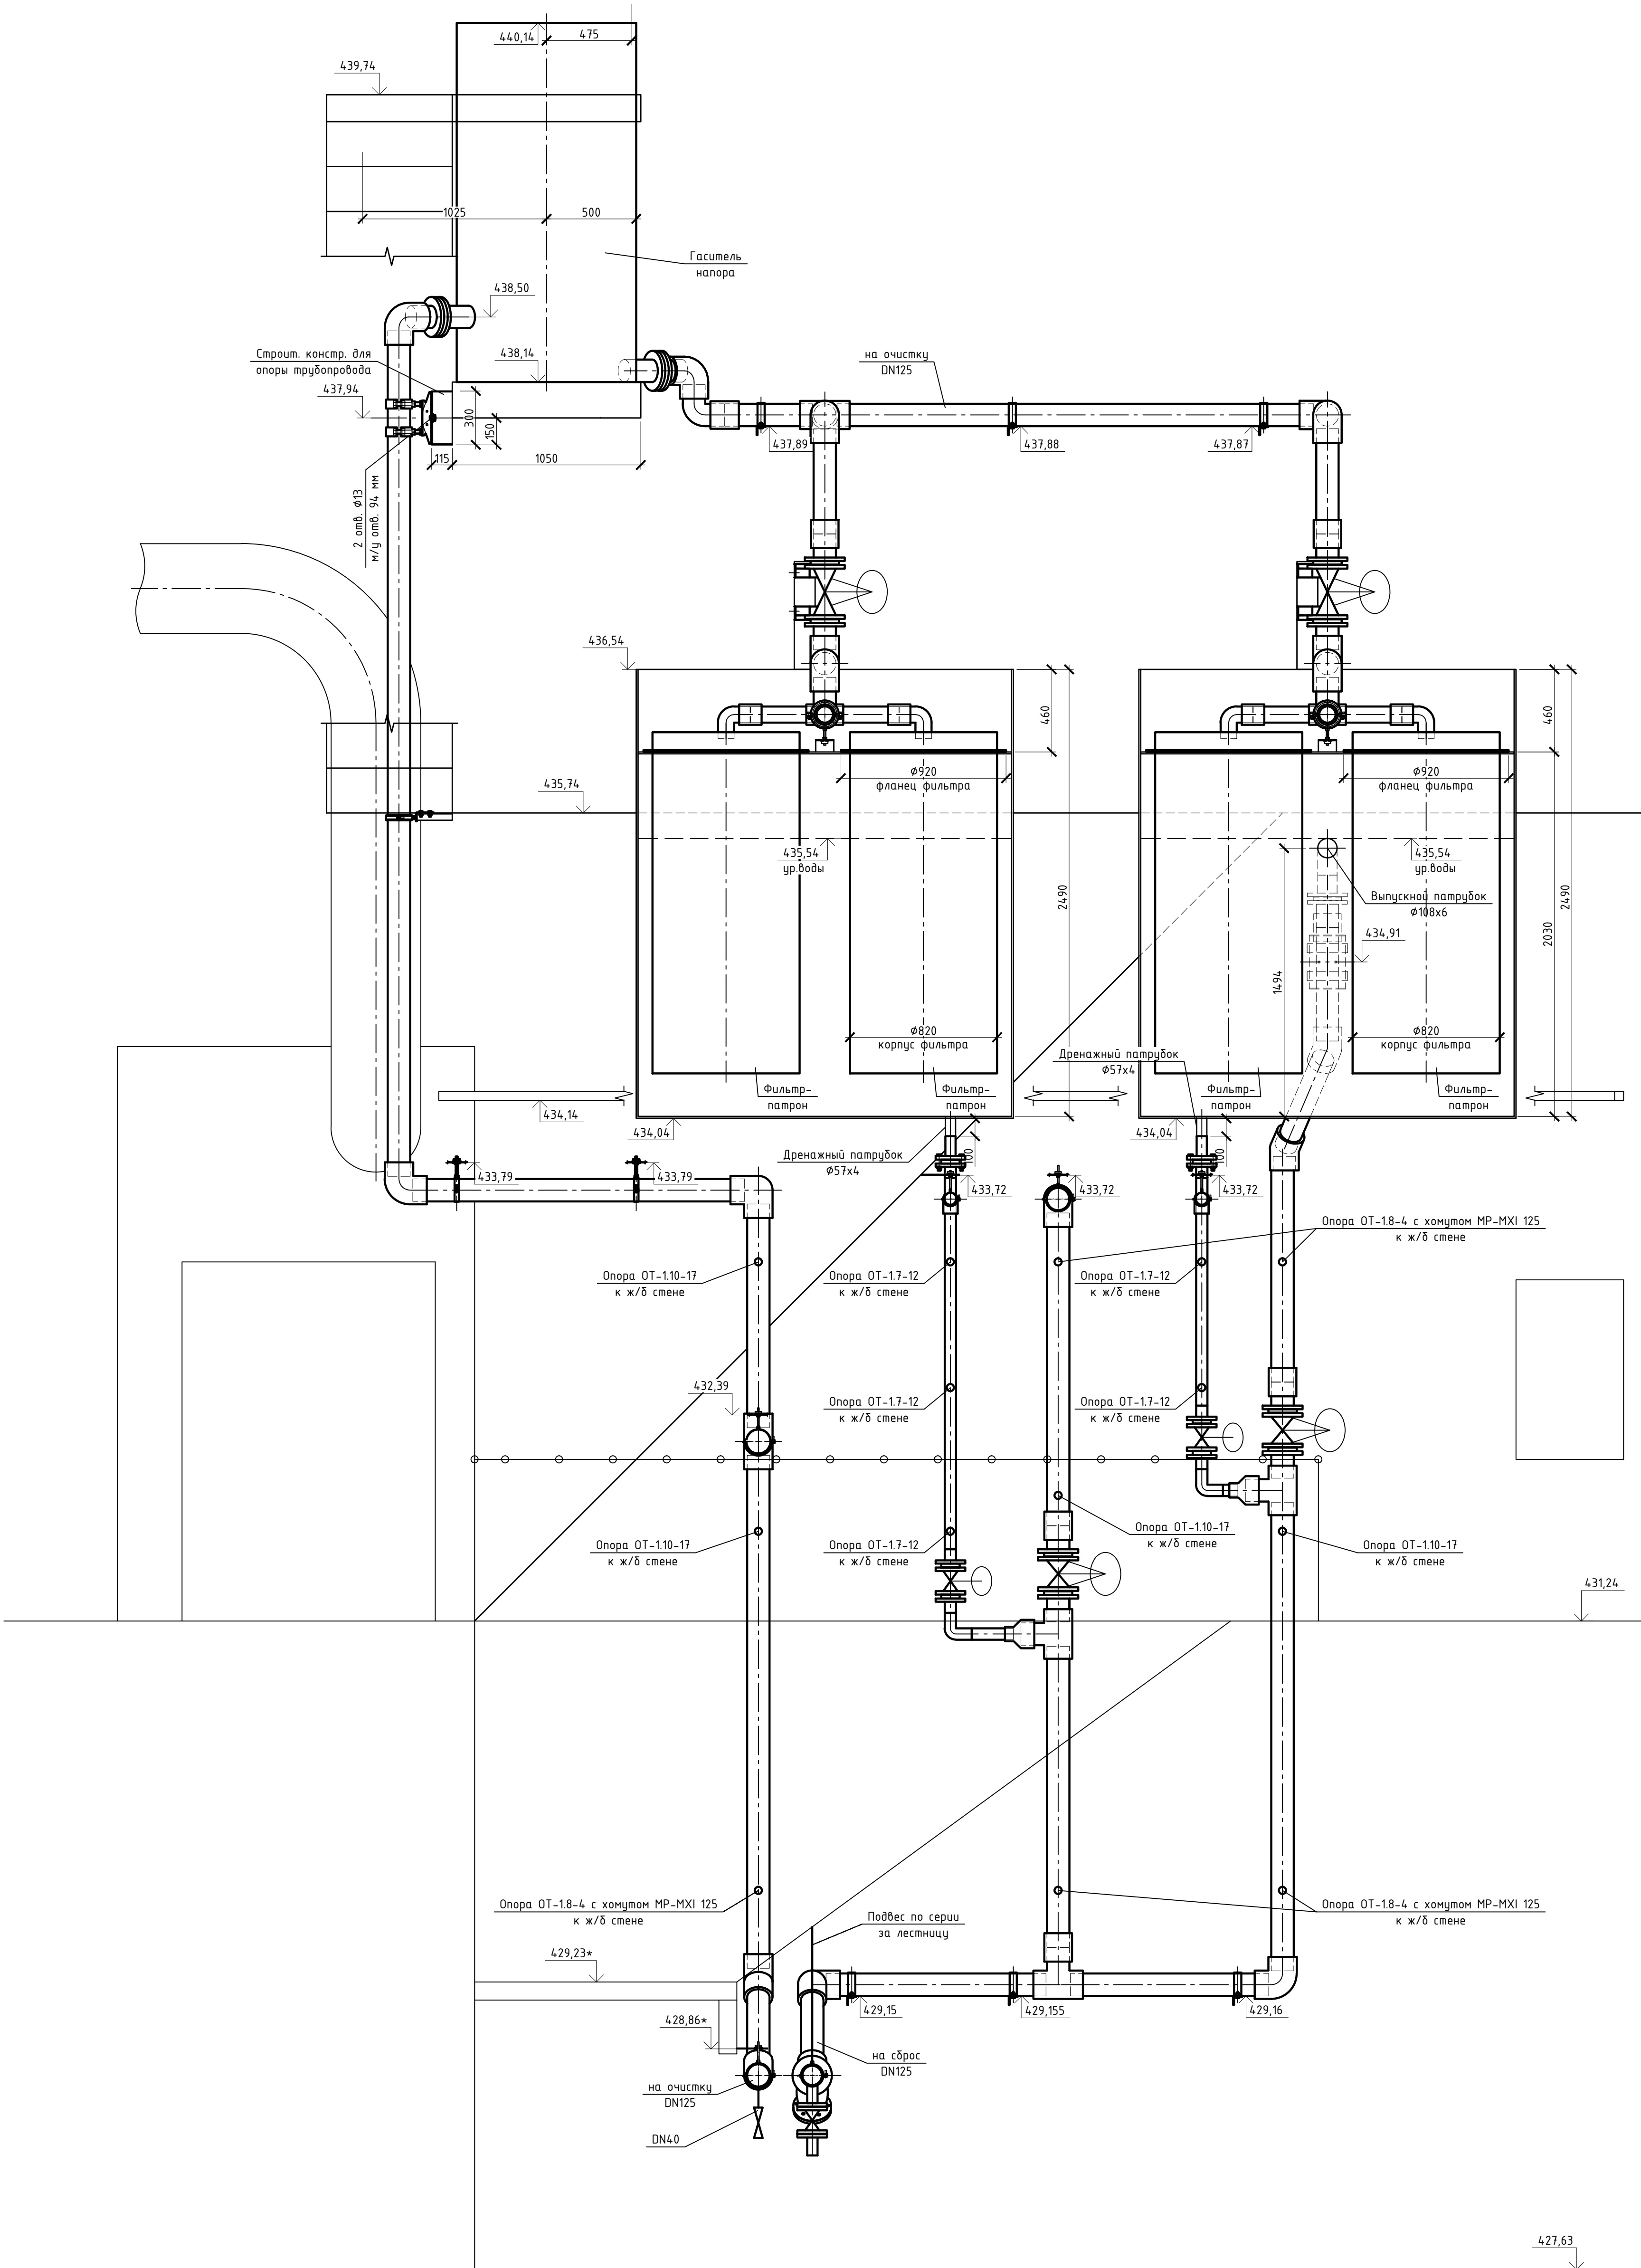 440,14
475
439,74
1025
500
Гаситель
напора
438,50
438,14
Строит. констр. для
опоры трубопровода
на очистку
DN125
437,94
300
150
437,89
437,88
437,87
115
1050
2 отв. Ø13
м/у отв. 94 мм
436,54
460
460
Ø920
фланец фильтра
Ø920
фланец фильтра
435,74
435,54
ур.воды
435,54
ур.воды
2490
2490
2030
Выпускной патрубок
Ø108х6
434,91
1494
Ø820
корпус фильтра
Ø820
корпус фильтра
Дренажный патрубок
Ø57х4
Фильтр-
патрон
Фильтр-
патрон
Фильтр-
патрон
Фильтр-
патрон
434,14
434,04
434,04
Дренажный патрубок
Ø57х4
100
100
433,79
433,79
433,72
433,72
433,72
Опора ОТ-1.8-4 с хомутом МР-МХI 125
к ж/б стене
Опора ОТ-1.10-17
к ж/б стене
Опора ОТ-1.7-12
к ж/б стене
Опора ОТ-1.7-12
к ж/б стене
432,39
Опора ОТ-1.7-12
к ж/б стене
Опора ОТ-1.7-12
к ж/б стене
Опора ОТ-1.10-17
к ж/б стене
Опора ОТ-1.10-17
к ж/б стене
Опора ОТ-1.7-12
к ж/б стене
Опора ОТ-1.10-17
к ж/б стене
431,24
Опора ОТ-1.8-4 с хомутом МР-МХI 125
к ж/б стене
Опора ОТ-1.8-4 с хомутом МР-МХI 125
к ж/б стене
Подвес по серии
за лестницу
429,23*
429,15
429,155
429,16
428,86*
на сброс
DN125
на очистку
DN125
DN40
427,63